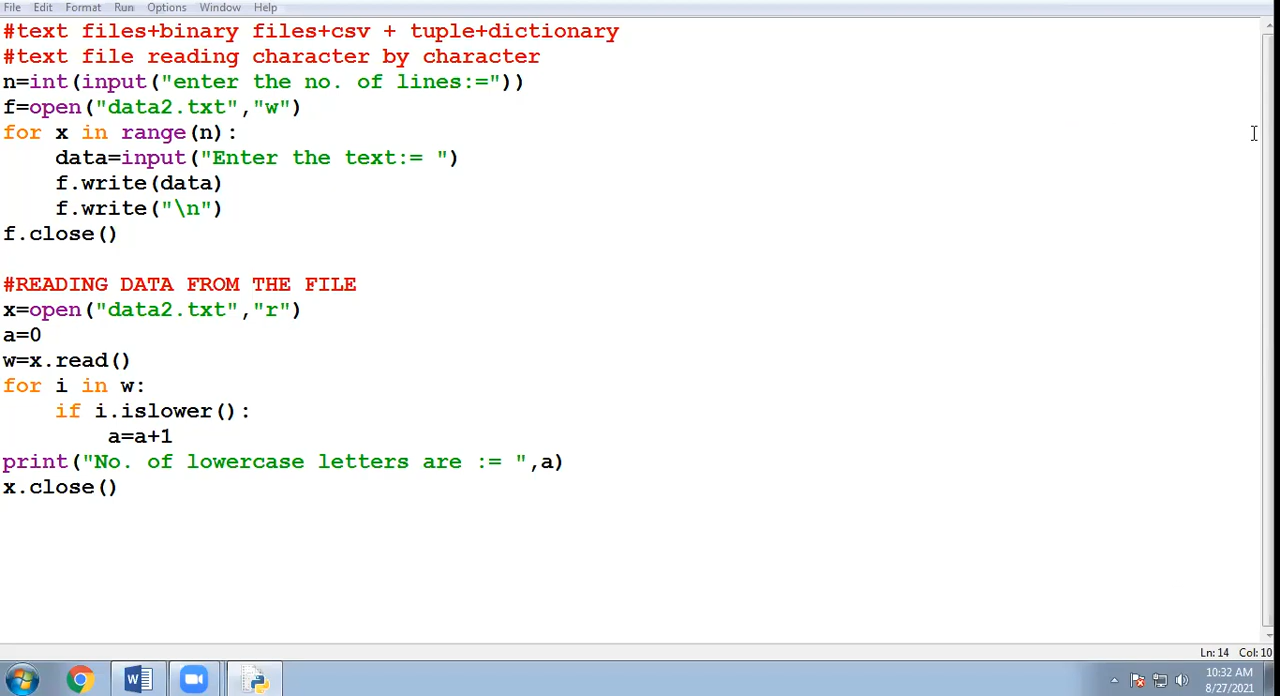 File Edit Format Run Options Window Help
#text files+binary files+csv + tuple+dictionary
#text file reading character by character
n=int(input("enter the no. of lines:="))
f=open("data2.txt","w")
for x in range(n):
    data=input("Enter the text:= ")
    f.write(data)
    f.write("\n")
f.close()

#READING DATA FROM THE FILE
x=open("data2.txt","r")
a=0
w=x.read()
for i in w:
    if i.islower():
        a=a+1
print("No. of lowercase letters are := ",a)
x.close()
Ln: 14 Col: 10
W
10:32 AM
8/27/2021